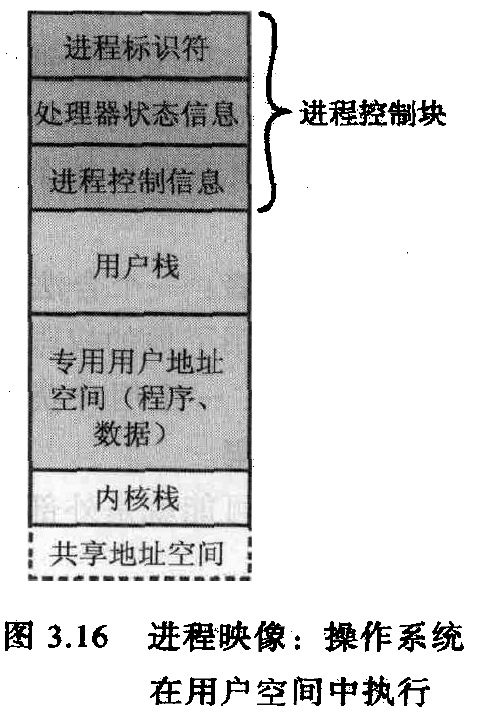 进程标识符
处理器状态信息
进程控制信息
进程控制块
用户栈
专用用户地址
空间（程序、
数据）
内核栈
共享地址空间
图 3.16 进程映像：操作系统
在用户空间中执行